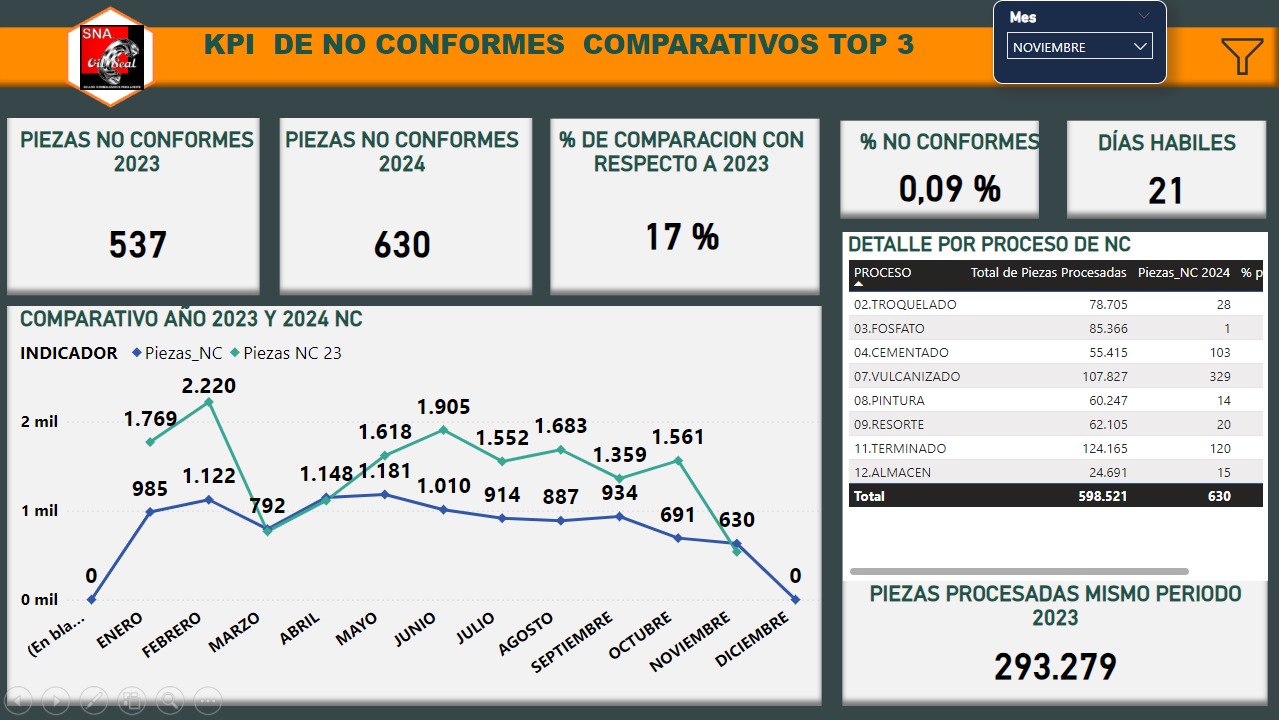 SNA.
Oil Seal
KPI  DE NO CONFORMES  COMPARATIVOS TOP 3
Mes
NOVIEMBRE
PIEZAS NO CONFORMES
2023
537
PIEZAS NO CONFORMES
2024
630
% DE COMPARACION CON
RESPECTO A 2023
17 %
% NO CONFORMES
0,09 %
DÍAS HABILES
21
COMPARATIVO AÑO 2023 Y 2024 NC
INDICADOR Piezas_NC Piezas NC 23
2 mil
1 mil
0 mil
0
1.769
985
2.220
1.122
792
1.148
1.618
1.181
1.905
1.010
1.552
914
1.683
887
1.359
934
1.561
691
630
0
(En bla...
ENERO
FEBRERO
MARZO
ABRIL
MAYO
JUNIO
JULIO
AGOSTO
SEPTIEMBRE
OCTUBRE
NOVIEMBRE
DICIEMBRE
DETALLE POR PROCESO DE NC
PROCESO Total de Piezas Procesadas Piezas_NC 2024 % p
02.TROQUELADO 78.705 28
03.FOSFATO 85.366 1
04.CEMENTADO 55.415 103
07.VULCANIZADO 107.827 329
08.PINTURA 60.247 14
09.RESORTE 62.105 20
11.TERMINADO 124.165 120
12.ALMACEN 24.691 15
Total 598.521 630
PIEZAS PROCESADAS MISMO PERIODO
2023
293.279